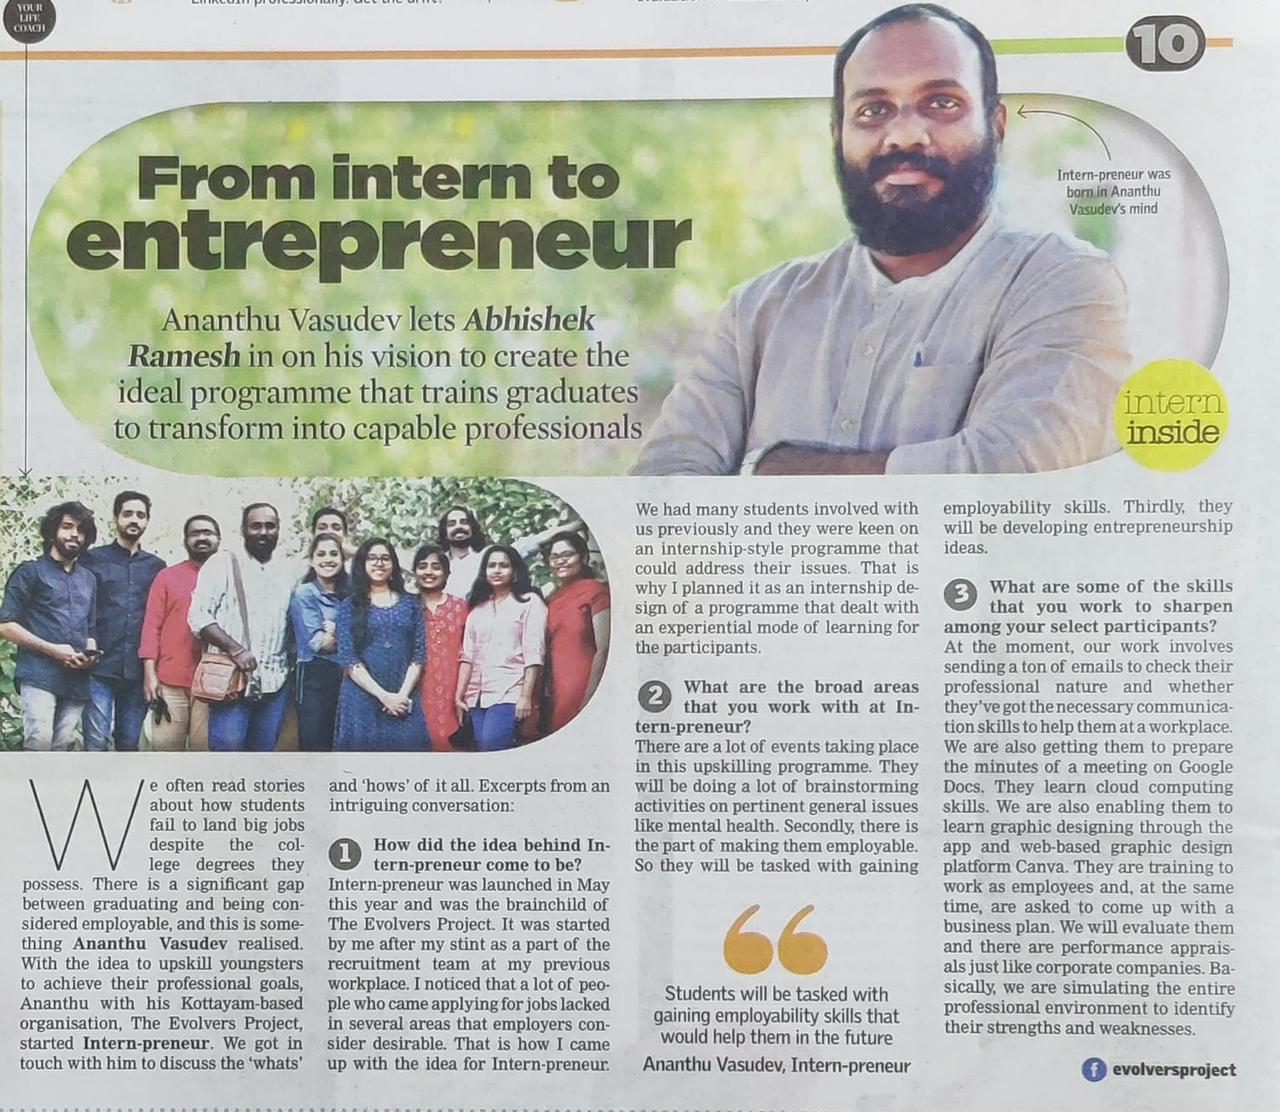 YOUR
LIFE
COACH
10
From intern to
entrepreneur
Ananthu Vasudev lets Abhishek
Ramesh in on his vision to create the
ideal programme that trains graduates
to transform into capable professionals
Intern-preneur was
born in Ananthu
Vasudev's mind
intern
inside
We often read stories
about how students
fail to land big jobs
despite the col-
lege degrees they
possess. There is a significant gap
between graduating and being con-
sidered employable, and this is some-
thing Ananthu Vasudev realised.
With the idea to upskill youngsters
to achieve their professional goals,
Ananthu with his Kottayam-based
organisation, The Evolvers Project,
started Intern-preneur. We got in
touch with him to discuss the 'whats'
and 'hows' of it all. Excerpts from an
intriguing conversation:
1 How did the idea behind In-
tern-preneur come to be?
Intern-preneur was launched in May
this year and was the brainchild of
The Evolvers Project. It was started
by me after my stint as a part of the
recruitment team at my previous
workplace. I noticed that a lot of peo-
ple who came applying for jobs lacked
in several areas that employers con-
sider desirable. That is how I came
up with the idea for Intern-preneur.
We had many students involved with
us previously and they were keen on
an internship-style programme that
could address their issues. That is
why I planned it as an internship de-
sign of a programme that dealt with
an experiential mode of learning for
the participants.
2 What are the broad areas
that you work with at In-
tern-preneur?
There are a lot of events taking place
in this upskilling programme. They
will be doing a lot of brainstorming
activities on pertinent general issues
like mental health. Secondly, there is
the part of making them employable.
So they will be tasked with gaining
“
Students will be tasked with
gaining employability skills that
would help them in the future
Ananthu Vasudev, Intern-preneur
employability skills. Thirdly, they
will be developing entrepreneurship
ideas.
3 What are some of the skills
that you work to sharpen
among your select participants?
At the moment, our work involves
sending a ton of emails to check their
professional nature and whether
they've got the necessary communica-
tion skills to help them at a workplace.
We are also getting them to prepare
the minutes of a meeting on Google
Docs. They learn cloud computing
skills. We are also enabling them to
learn graphic designing through the
app and web-based graphic design
platform Canva. They are training to
work as employees and, at the same
time, are asked to come up with a
business plan. We will evaluate them
and there are performance apprais-
als just like corporate companies. Ba-
sically, we are simulating the entire
professional environment to identify
their strengths and weaknesses.
f evolversproject